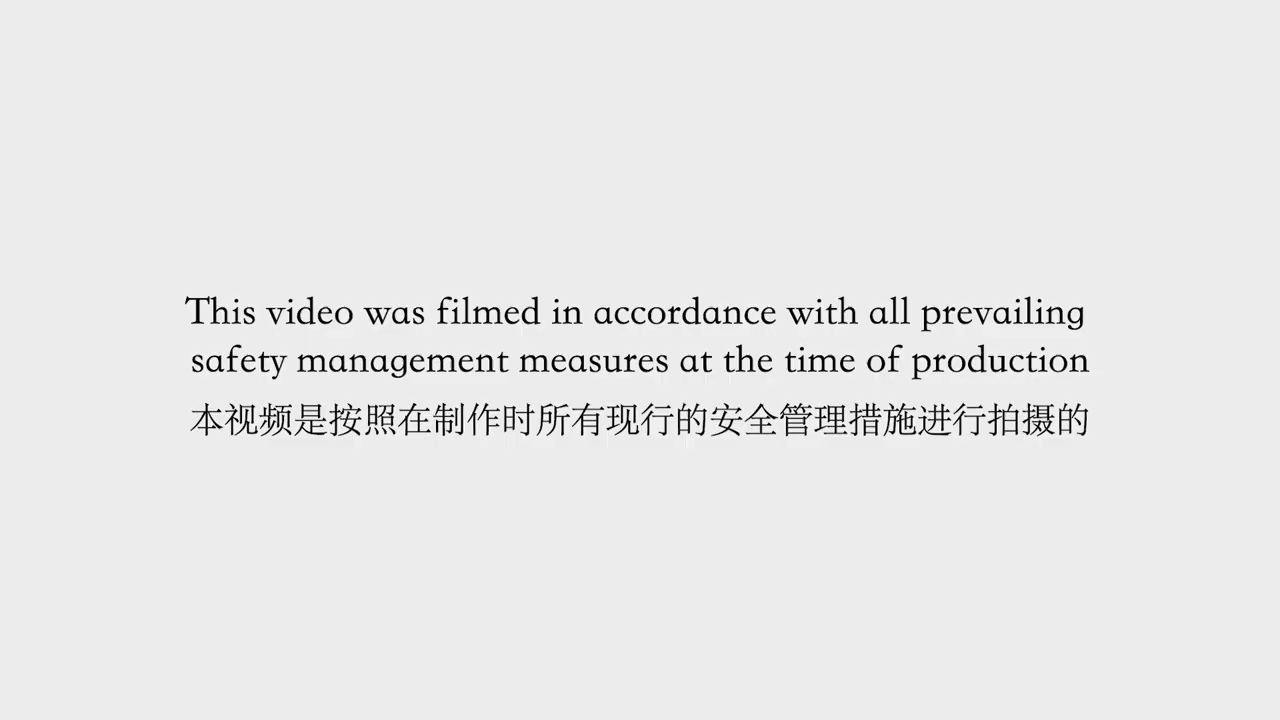 This video was filmed in accordance with all prevailing
safety management measures at the time of production
本视频是按照在制作时所有现行的安全管理措施进行拍摄的